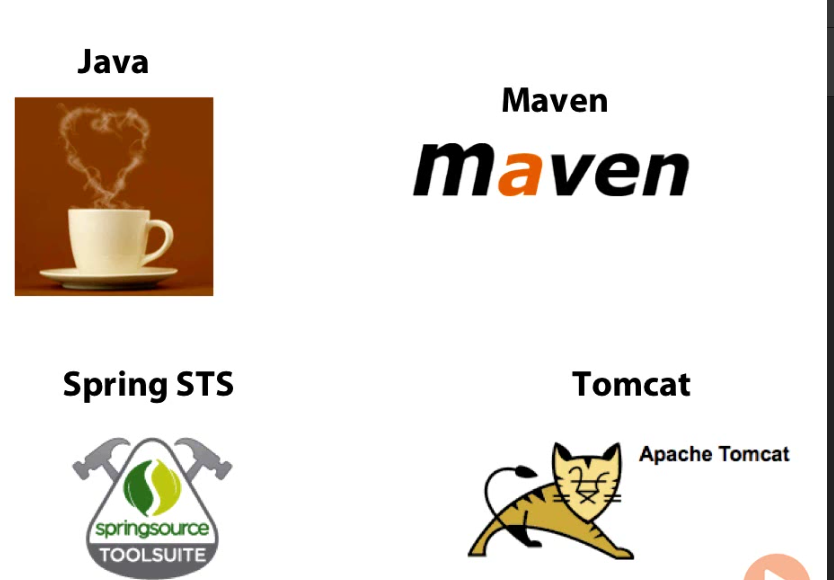 Java
Maven
maven
Spring STS
Tomcat
Apache Tomcat
springsource
TOOLSUITE